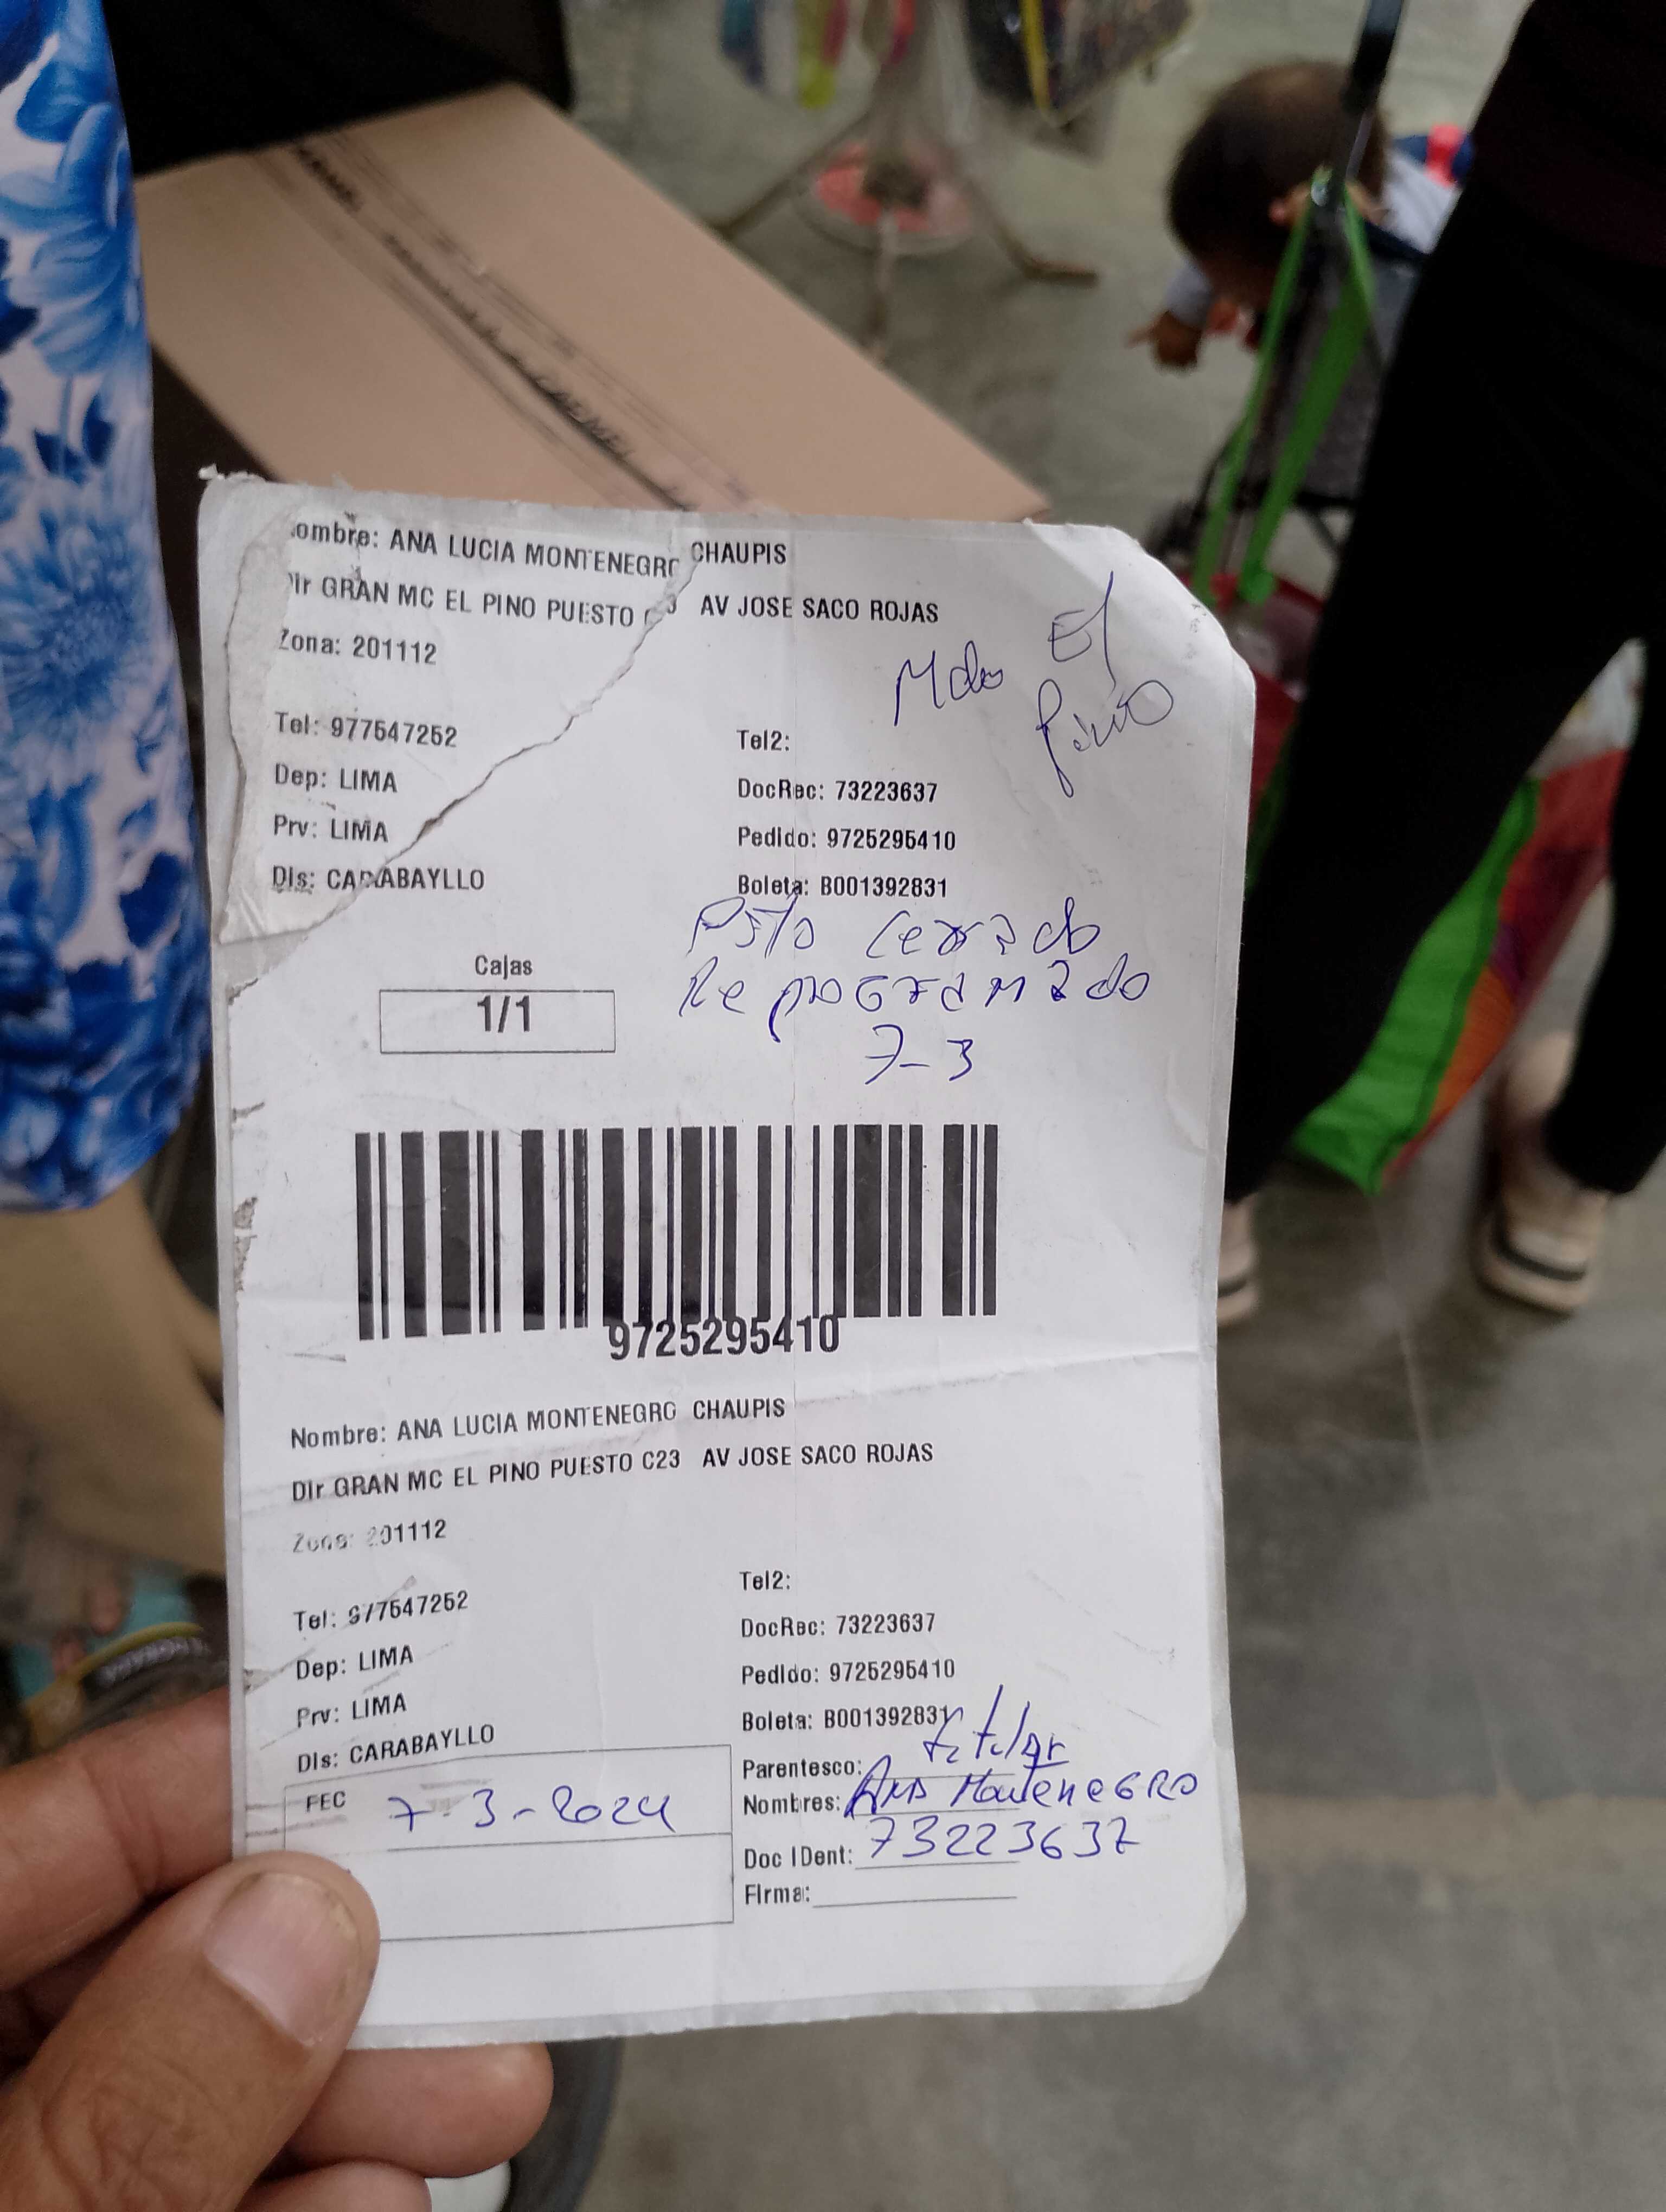 ombre: ANA LUCIA MONTENEGRO CHAUPIS
Dir GRAN MC EL PINO PUESTO C23 AV JOSE SACO ROJAS
Zona: 201112
Mdo El Pino
Tel: 977547252
Tel2:
Dep: LIMA
DocRec: 73223637
Prv: LIMA
Pedido: 9725295410
Dis: CARABAYLLO
Boleta: B001392831
Psto Cerrado
Reprogramado
7-3
Cajas
1/1
9725295410
Nombre: ANA LUCIA MONTENEGRO CHAUPIS
Dir GRAN MC EL PINO PUESTO C23 AV JOSE SACO ROJAS
Zona: 201112
Tel: 977547252
Tel2:
Dep: LIMA
DocRec: 73223637
Prv: LIMA
Pedido: 9725295410
Dis: CARABAYLLO
Boleta: B001392831
Parentesco: titular
FEC 7-3-2024
Nombres: Ana MontenEGRO
Doc IDent: 73223637
Firma: